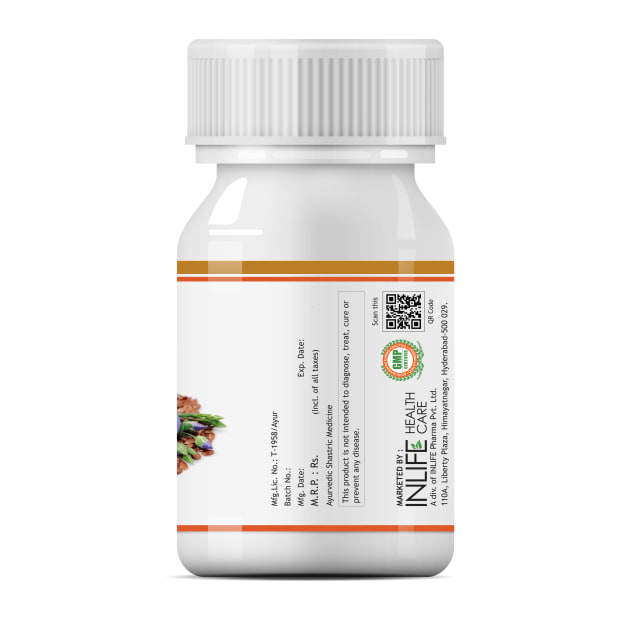 Mfg.Lic. No.: T-1958/Ayur
Batch No.:
Mfg. Date: Exp. Date:
M.R.P. : Rs. (Incl. of all taxes)
Ayurvedic Shastric Medicine
This product is not intended to diagnose, treat, cure or
prevent any disease.
Scan this
QR Code
GMP
CERTIFIED
MARKETED BY :
INLIFE HEALTH
CARE
A div. of INLIFE Pharma Pvt. Ltd.
110A, Liberty Plaza, Himayatnagar, Hyderabad-500 029.